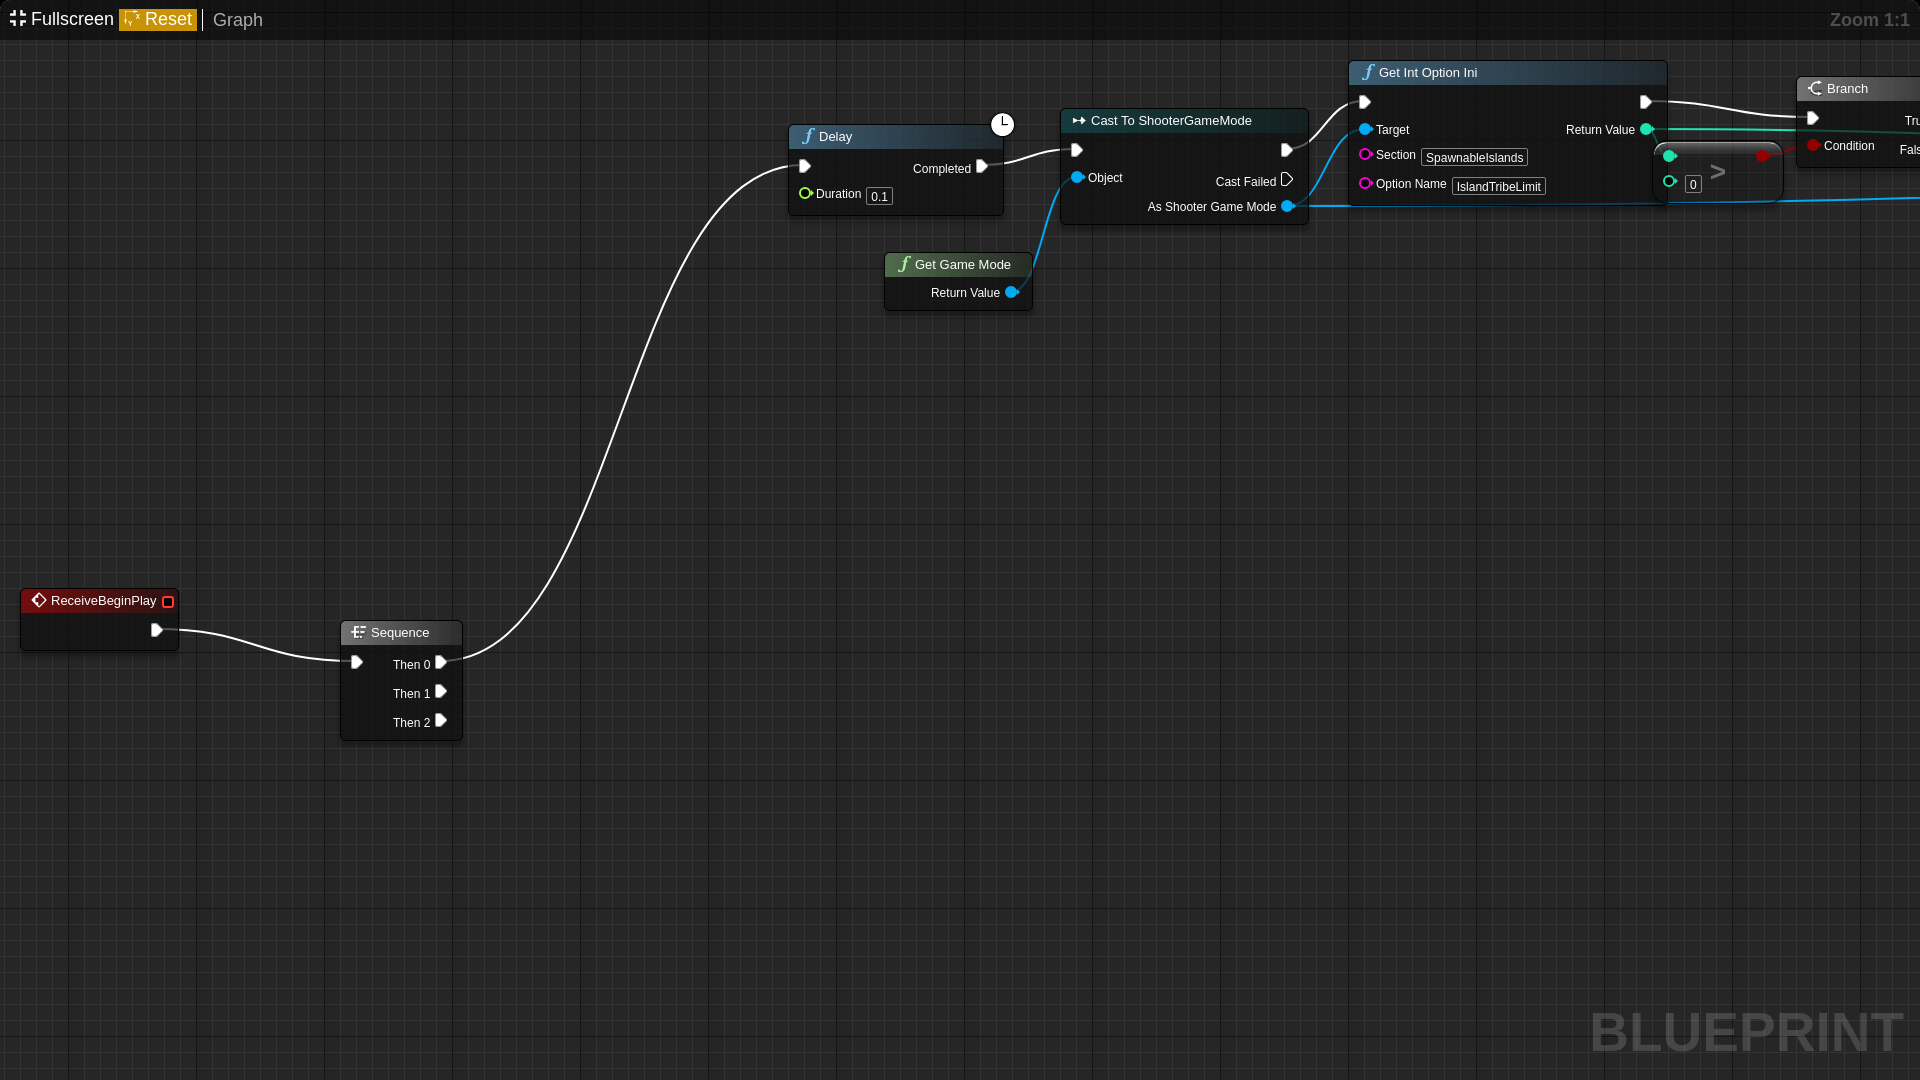 Fullscreen Reset Graph
Zoom 1:1
Get Int Option Ini
Target
Return Value
Section SpawnableIslands
Option Name IslandTribeLimit
Branch
Tru
Condition
Fals
0
>
Cast To ShooterGameMode
Object
Cast Failed
As Shooter Game Mode
Delay
Completed
Duration 0.1
Get Game Mode
Return Value
ReceiveBeginPlay
Sequence
Then 0
Then 1
Then 2
BLUEPRINT